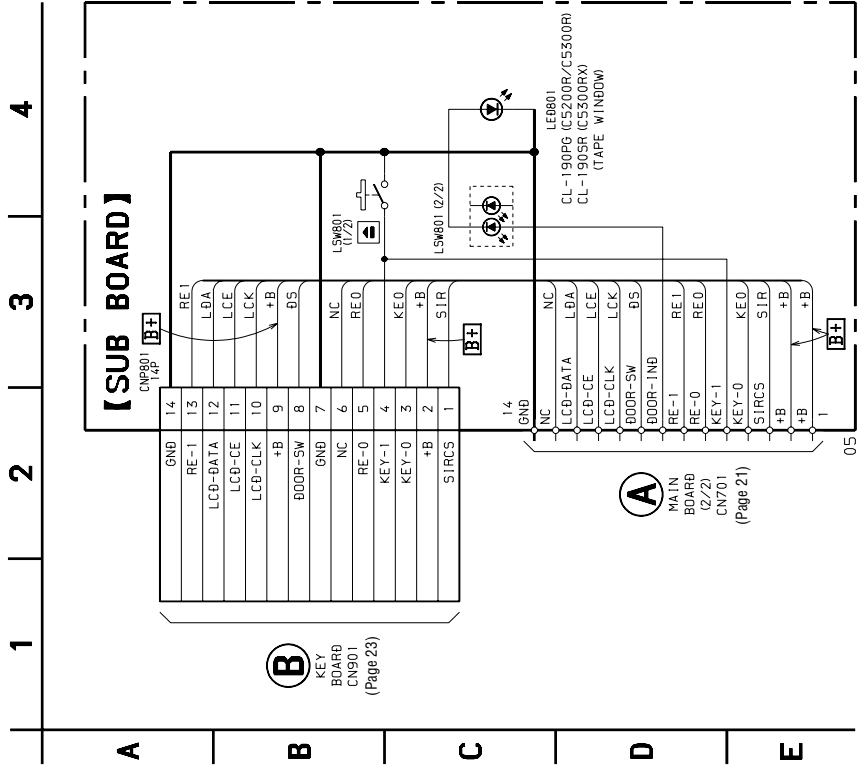 4
3
2
1
A
B
C
D
E
【SUB BOARD】
CNP801
14P
B+
RE1
LDA
LCE
LCK
+B
DS
NC
RE0
KE0
+B
SIR
B+
14
13
12
11
10
9
8
7
6
5
4
3
2
1
GND
RE-1
LCD-DATA
LCD-CE
LCD-CLK
+B
DOOR-SW
GND
NC
RE-0
KEY-1
KEY-0
+B
SIRCS
B
KEY
BOARD
CN901
(Page 23)
LSW801
(1/2)
LSW801 (2/2)
LED801
CL-190PG (C5200R/C5300R)
CL-190SR (C5300RX)
(TAPE WINDOW)
NC
LDA
LCE
LCK
DS
RE1
RE0
KE0
SIR
+B
+B
B+
14
GND
NC
LCD-DATA
LCD-CE
LCD-CLK
DOOR-SW
DOOR-IND
RE-1
RE-0
KEY-1
KEY-0
SIRCS
+B
+B
1
A
MAIN
BOARD
(2/2)
CN701
(Page 21)
05